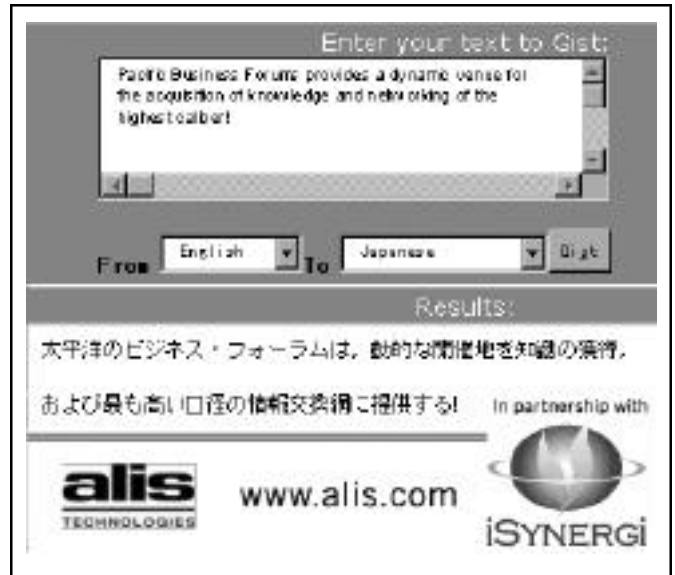 Enter your text to Gist:
Pacific Business Forums provides a dynamic venue for
the acquisition of knowledge and networking of the
highest caliber!
From English To Japanese Gist
Results:
太平洋のビジネス・フォーラムは、動的な開催地を知識の獲得、
および最も高い口径の情報交換網に提供する!
In partnership with
alis
TECHNOLOGIES
www.alis.com
iSYNERGi